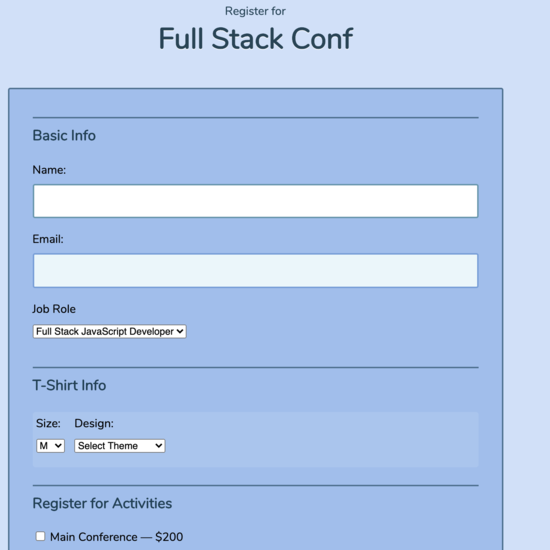 Register for
Full Stack Conf
Basic Info
Name:
Email:
Job Role
Full Stack JavaScript Developer
T-Shirt Info
Size: Design:
M Select Theme
Register for Activities
Main Conference — $200